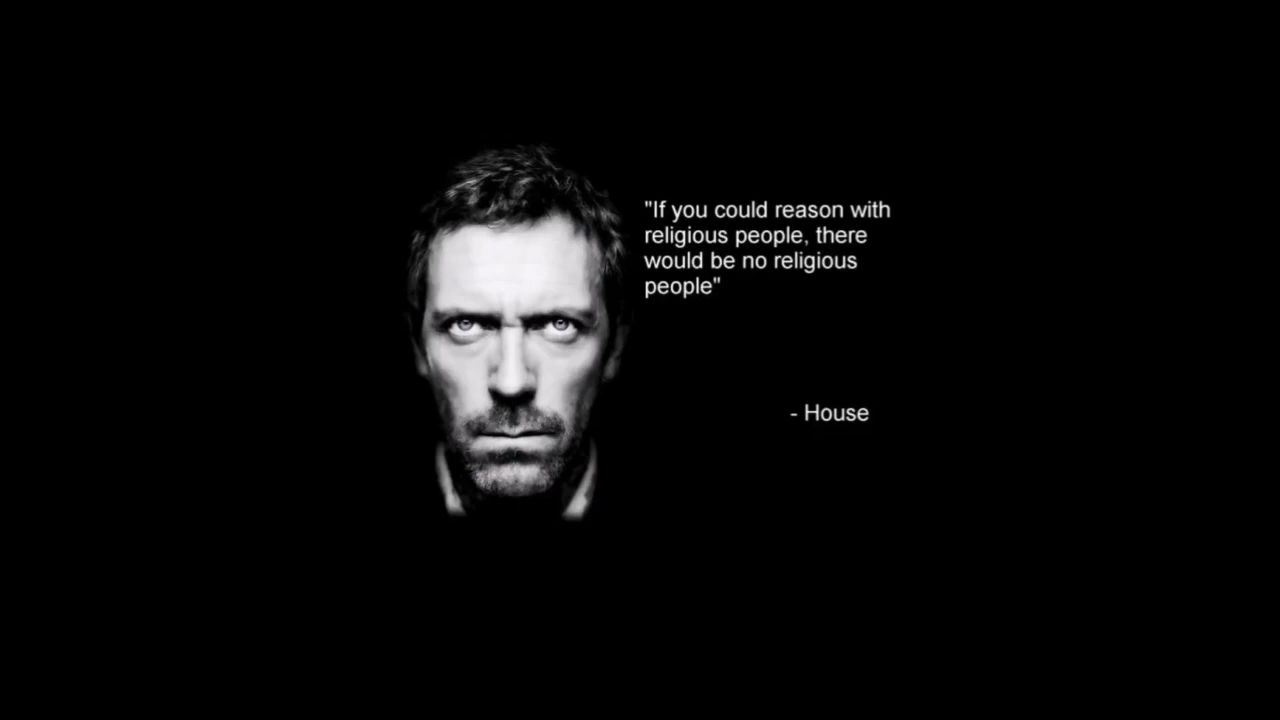 "If you could reason with
religious people, there
would be no religious
people"
- House